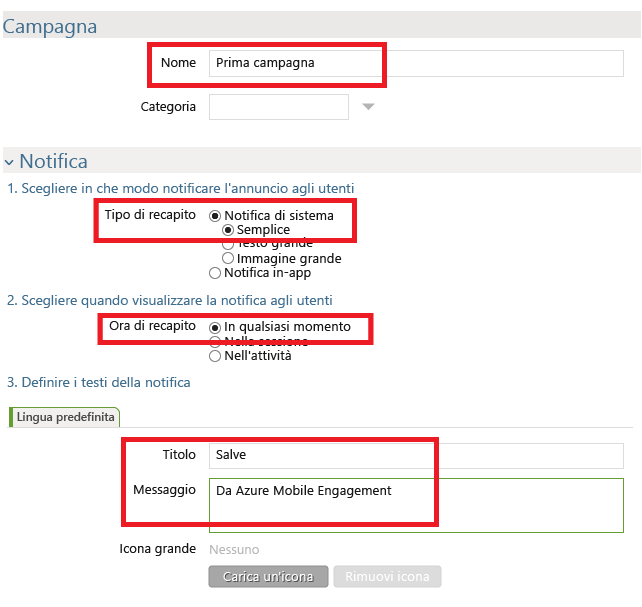 Campagna
Nome Prima campagna
Categoria
Notifica
1. Scegliere in che modo notificare l'annuncio agli utenti
Tipo di recapito Notifica di sistema
Semplice
Testo grande
Immagine grande
Notifica in-app
2. Scegliere quando visualizzare la notifica agli utenti
Ora di recapito In qualsiasi momento
Nella sessione
Nell'attività
3. Definire i testi della notifica
Lingua predefinita
Titolo Salve
Messaggio Da Azure Mobile Engagement
Icona grande Nessuno
Carica un'icona Rimuovi icona